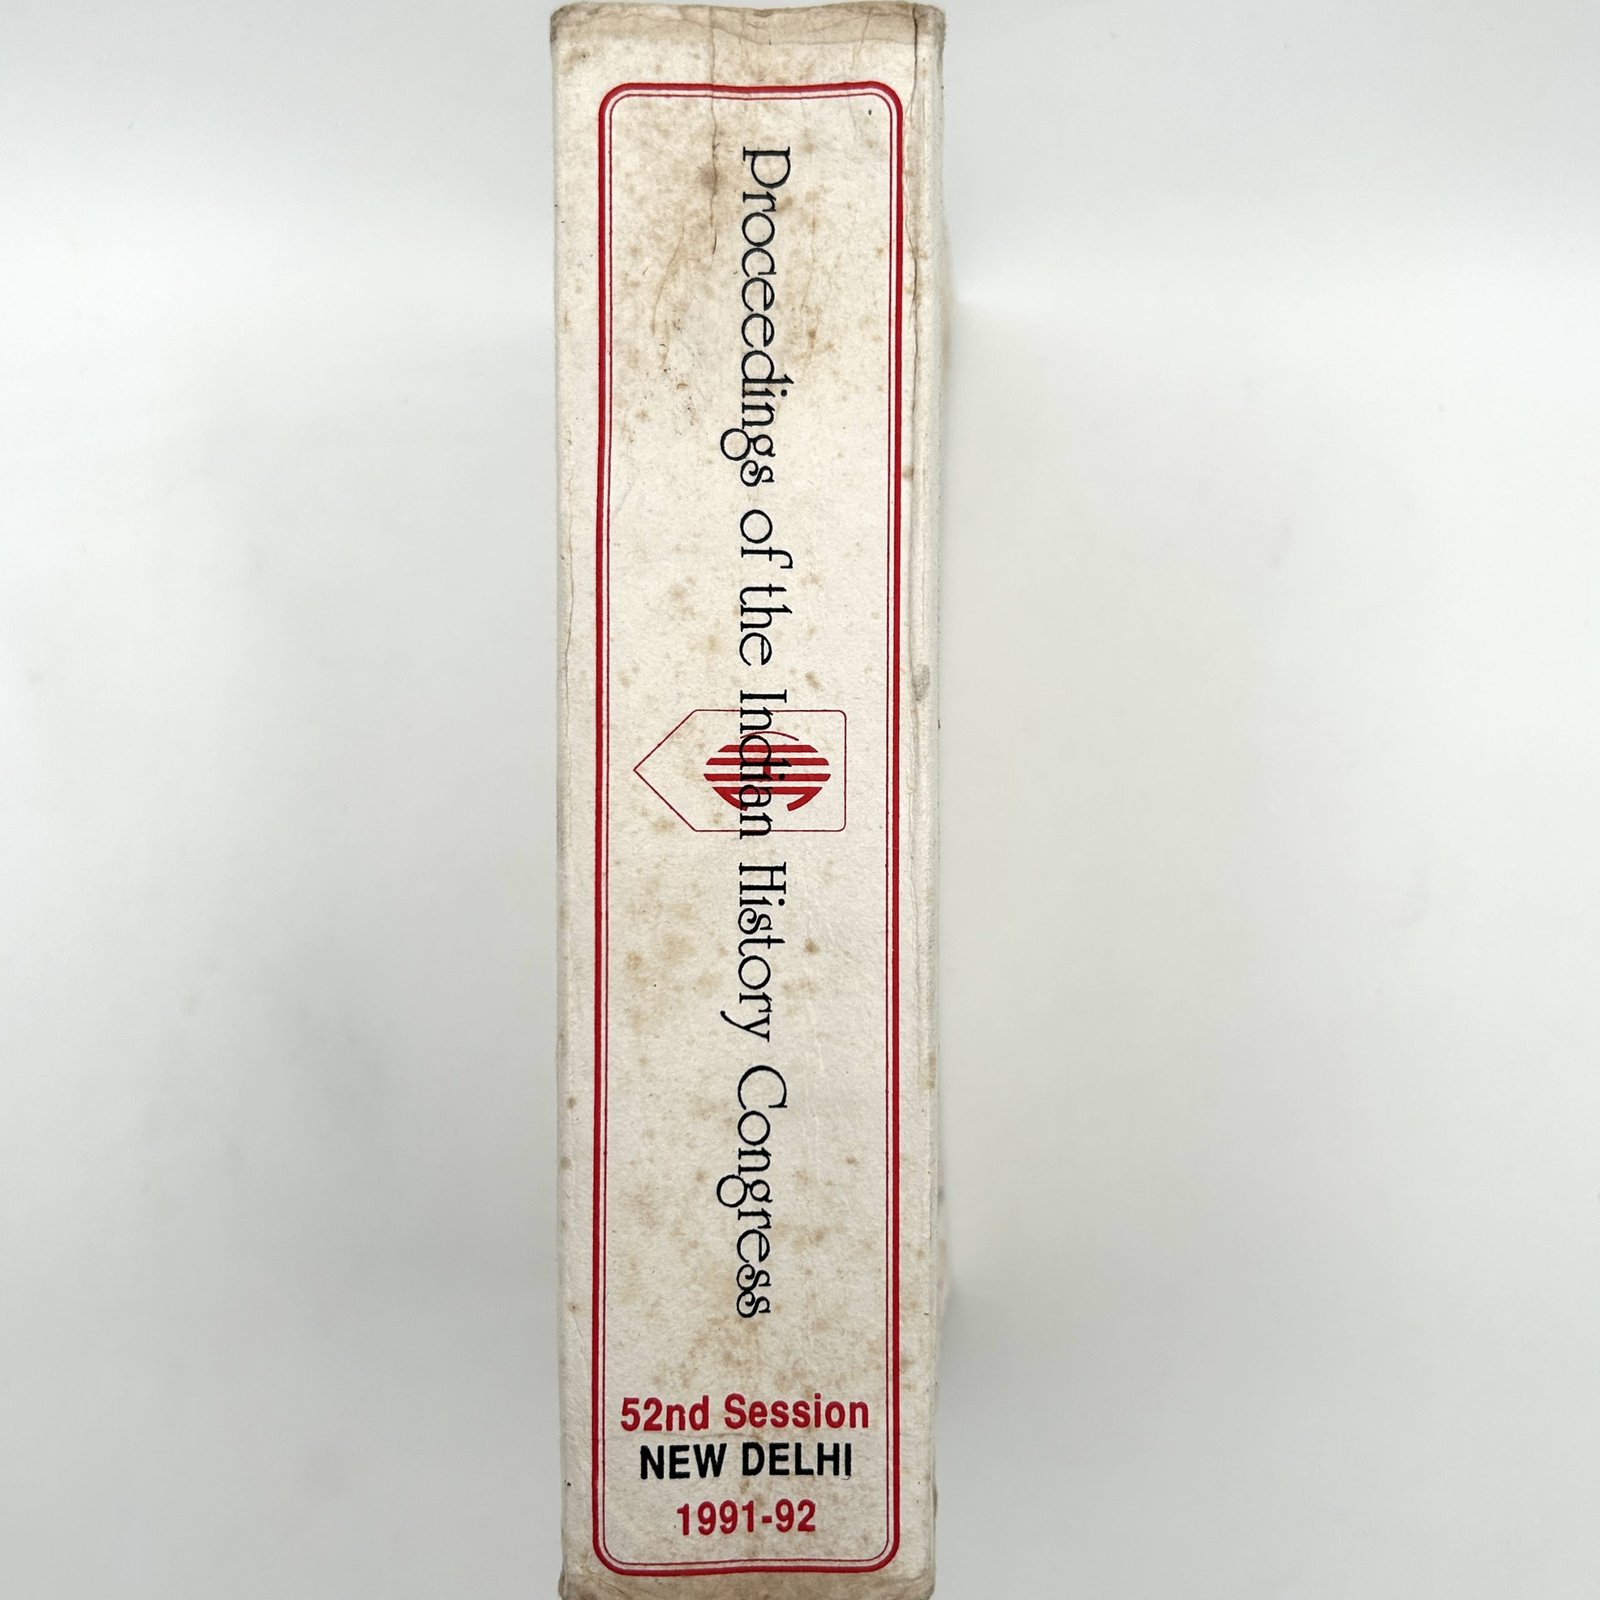 Proceedings of the Indian History Congress
52nd Session
NEW DELHI
1991-92